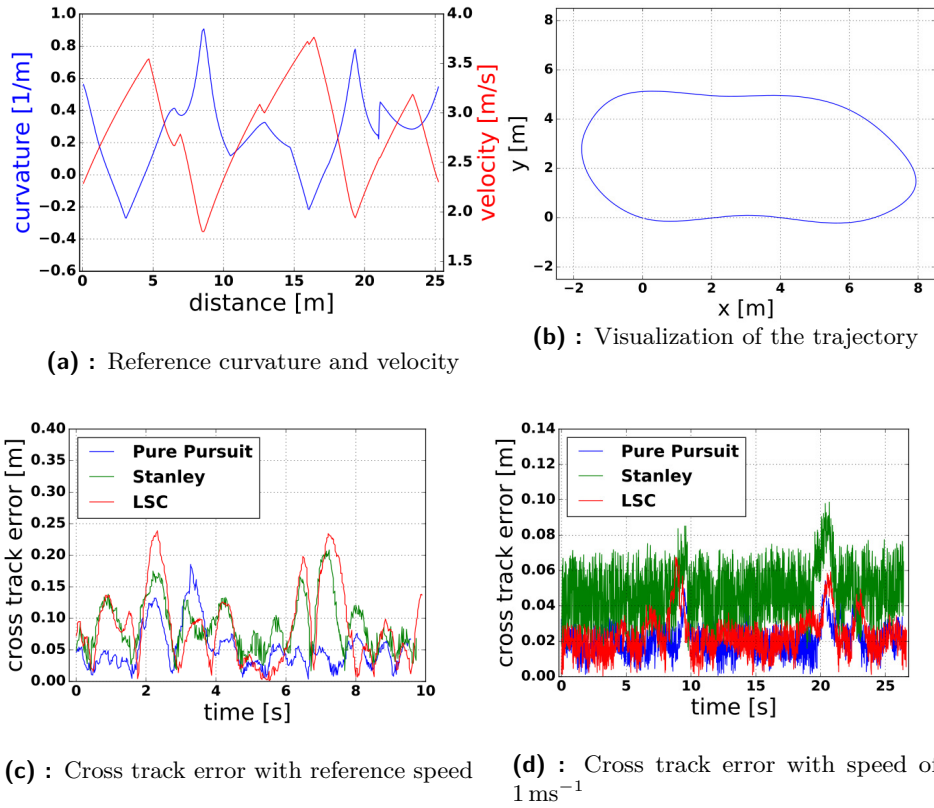 1.0
0.8
0.6
0.4
0.2
0.0
−0.2
−0.4
−0.6
curvature [1/m]
4.0
3.5
3.0
2.5
2.0
1.5
velocity [m/s]
0 5 10 15 20 25
distance [m]
(a) : Reference curvature and velocity
8
6
4
2
0
−2
y [m]
−2 0 2 4 6 8
x [m]
(b) : Visualization of the trajectory
0.40
0.35
0.30
0.25
0.20
0.15
0.10
0.05
0.00
cross track error [m]
Pure Pursuit
Stanley
LSC
0 2 4 6 8 10
time [s]
(c) : Cross track error with reference speed
0.14
0.12
0.10
0.08
0.06
0.04
0.02
0.00
cross track error [m]
Pure Pursuit
Stanley
LSC
0 5 10 15 20 25
time [s]
(d) : Cross track error with speed of
1 ms⁻¹